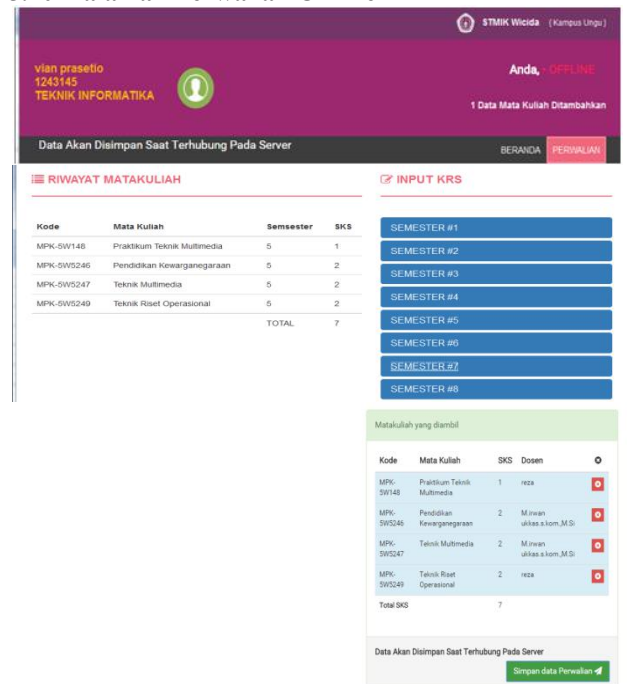 STMIK Wicida (Kampus Ungu)
vian prasetio
1243145
TEKNIK INFORMATIKA
Anda, - OFFLINE
1 Data Mata Kuliah Ditambahkan
Data Akan Disimpan Saat Terhubung Pada Server
BERANDA PERWALIAN
RIWAYAT MATAKULIAH
Kode Mata Kuliah Semsester SKS
MPK-5W148 Praktikum Teknik Multimedia 5 1
MPK-5W5246 Pendidikan Kewarganegaraan 5 2
MPK-5W5247 Teknik Multimedia 5 2
MPK-5W5249 Teknik Riset Operasional 5 2
TOTAL 7
INPUT KRS
SEMESTER #1
SEMESTER #2
SEMESTER #3
SEMESTER #4
SEMESTER #5
SEMESTER #6
SEMESTER #7
SEMESTER #8
Matakuliah yang diambil
Kode Mata Kuliah SKS Dosen
MPK- Praktikum Teknik 1 reza
5W148 Multimedia
MPK- Pendidikan 2 M.irwan
5W5246 Kewarganegaraan ukkas.s.kom.,M.Si
MPK- Teknik Multimedia 2 M.irwan
5W5247 ukkas.s.kom.,M.Si
MPK- Teknik Riset 2 reza
5W5249 Operasional
Total SKS 7
Data Akan Disimpan Saat Terhubung Pada Server
Simpan data Perwalian